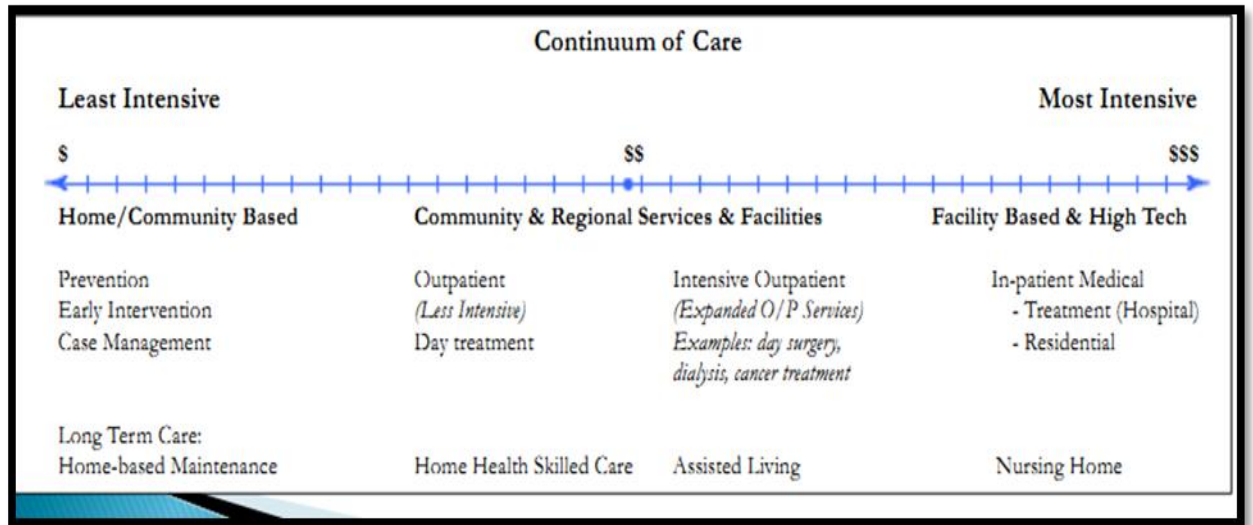 Continuum of Care
Least Intensive Most Intensive
$ $$ $$$
Home/Community Based Community & Regional Services & Facilities Facility Based & High Tech
Prevention Outpatient Intensive Outpatient In-patient Medical
Early Intervention (Less Intensive) (Expanded O/P Services) - Treatment (Hospital)
Case Management Day treatment Examples: day surgery, - Residential
dialysis, cancer treatment
Long Term Care:
Home-based Maintenance Home Health Skilled Care Assisted Living Nursing Home